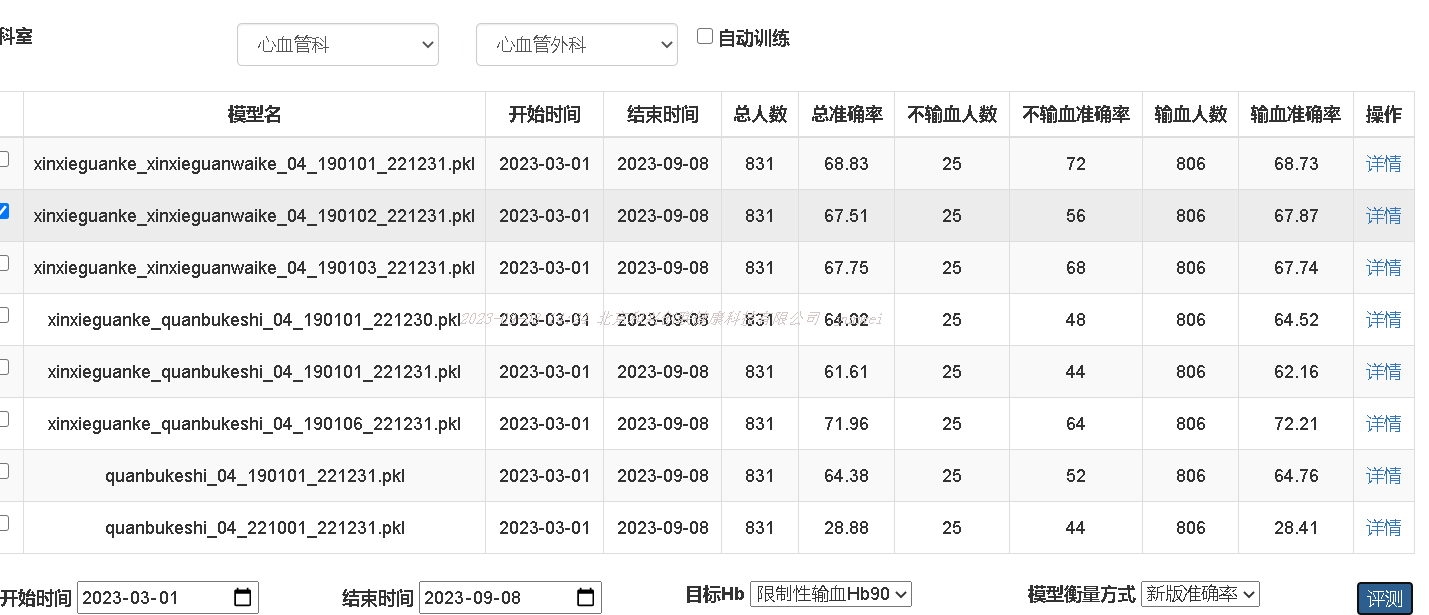 科室 心血管科 心血管外科 自动训练
模型名 开始时间 结束时间 总人数 总准确率 不输血人数 不输血准确率 输血人数 输血准确率 操作
xinxieguanke_xinxieguanwaike_04_190101_221231.pkl 2023-03-01 2023-09-08 831 68.83 25 72 806 68.73 详情
xinxieguanke_xinxieguanwaike_04_190102_221231.pkl 2023-03-01 2023-09-08 831 67.51 25 56 806 67.87 详情
xinxieguanke_xinxieguanwaike_04_190103_221231.pkl 2023-03-01 2023-09-08 831 67.75 25 68 806 67.74 详情
xinxieguanke_quanbukeshi_04_190101_221230.pkl 2023-03-01 2023-09-08 831 64.02 25 48 806 64.52 详情
xinxieguanke_quanbukeshi_04_190101_221231.pkl 2023-03-01 2023-09-08 831 61.61 25 44 806 62.16 详情
xinxieguanke_quanbukeshi_04_190106_221231.pkl 2023-03-01 2023-09-08 831 71.96 25 64 806 72.21 详情
quanbukeshi_04_190101_221231.pkl 2023-03-01 2023-09-08 831 64.38 25 52 806 64.76 详情
quanbukeshi_04_221001_221231.pkl 2023-03-01 2023-09-08 831 28.88 25 44 806 28.41 详情
开始时间 2023-03-01 结束时间 2023-09-08 目标Hb 限制性输血Hb90 模型衡量方式 新版准确率 评测